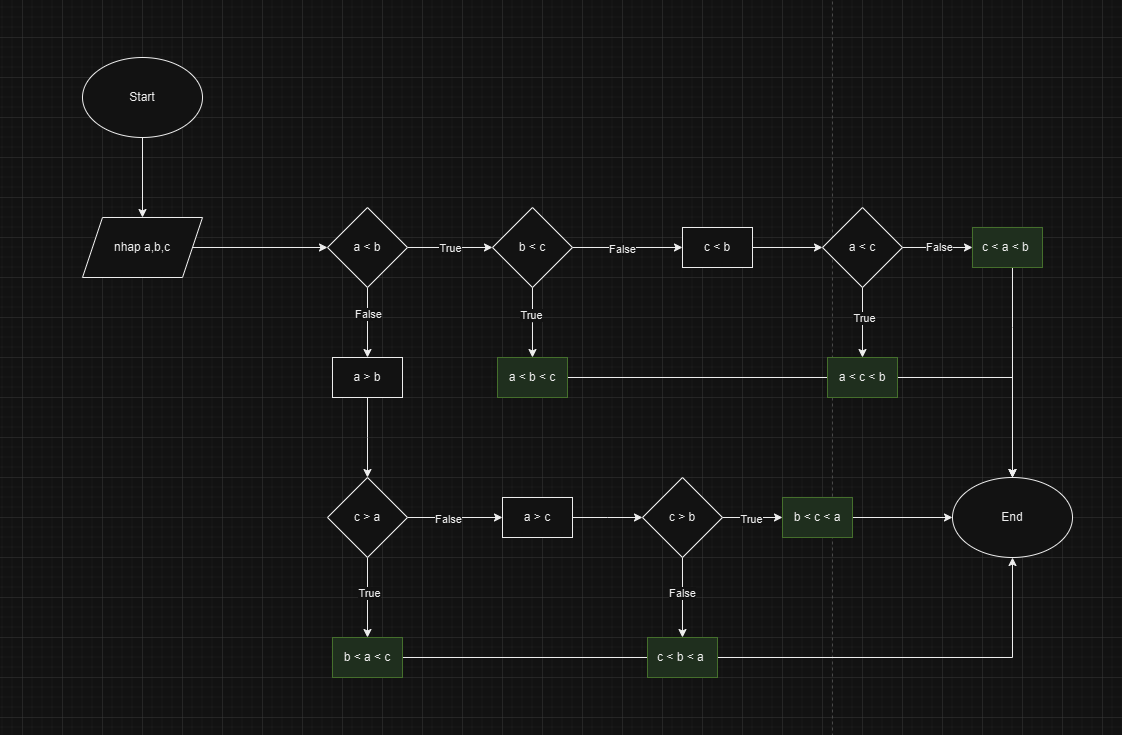 Start
nhap a,b,c
a < b
True
b < c
False
c < b
a < c
False
c < a < b
False
True
True
a > b
a < b < c
a < c < b
c > a
False
a > c
c > b
True
b < c < a
End
True
False
b < a < c
c < b < a